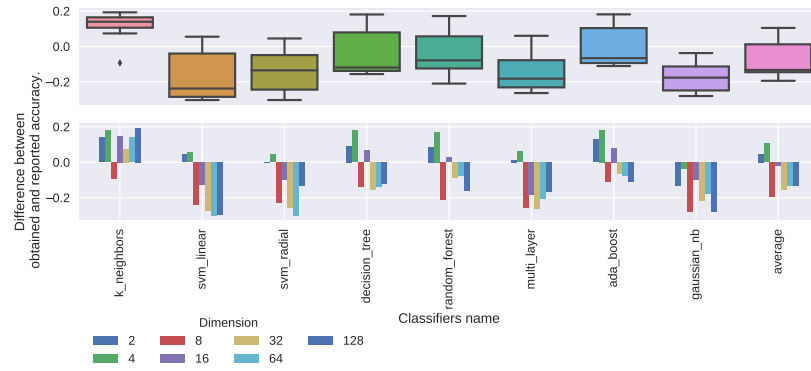 Difference between
obtained and reported accuracy.
0.2
0.0
−0.2
0.2
0.0
−0.2
k_neighbors
svm_linear
svm_radial
decision_tree
random_forest
multi_layer
ada_boost
gaussian_nb
average
Classifiers name
Dimension
2 8 32 128
4 16 64